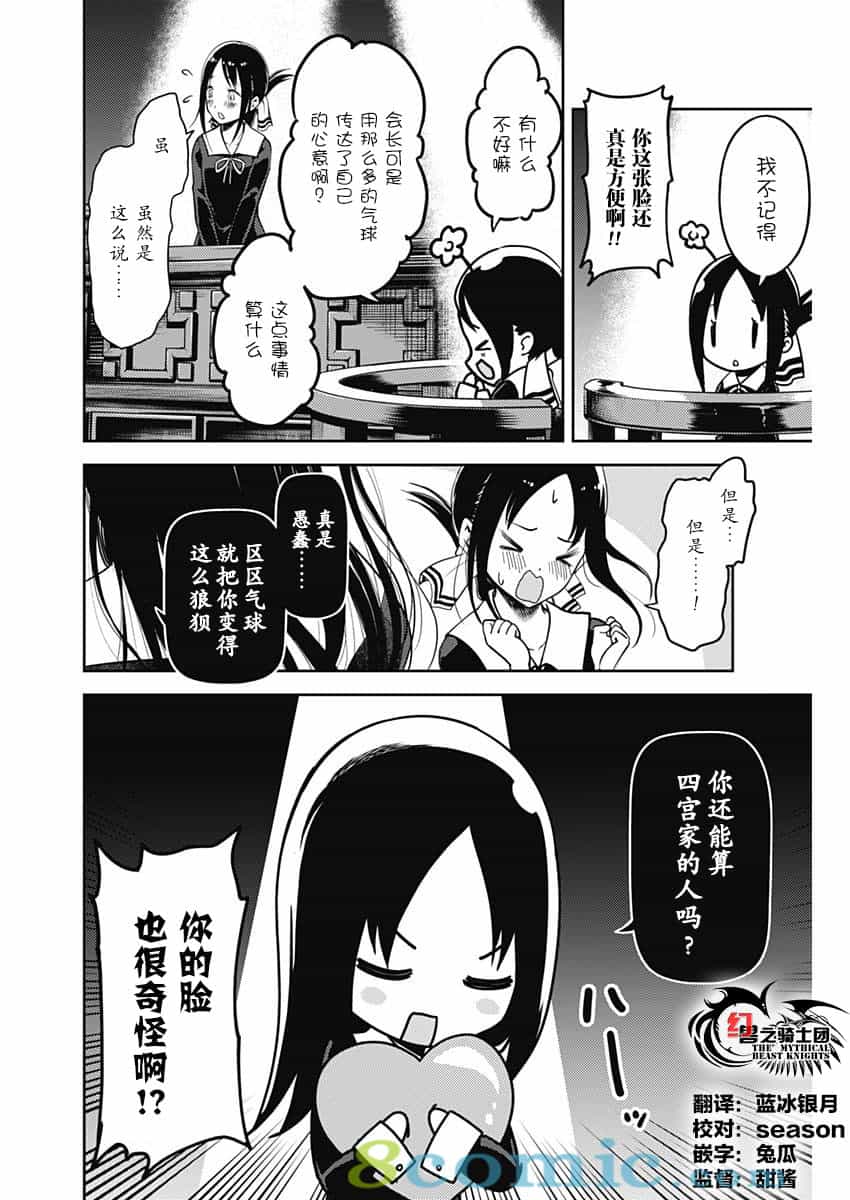 我不记得
你这张脸还
真是方便啊!!
有什么
不好嘛
会长可是
用那么多的气球
传达了自己
的心意啊?
这点事情
算什么
虽
虽然是
这么说……
但是…
但是……!
真是
愚蠢……
区区气球
就把你变得
这么狼狈
你还能算
四宫家的人吗?
你的脸
也很奇怪啊!?
幻兽之骑士团
THE MYTHICAL
BEAST KNIGHTS
翻译：蓝冰银月
校对：season
嵌字：兔瓜
监督：甜酱
8comic.com